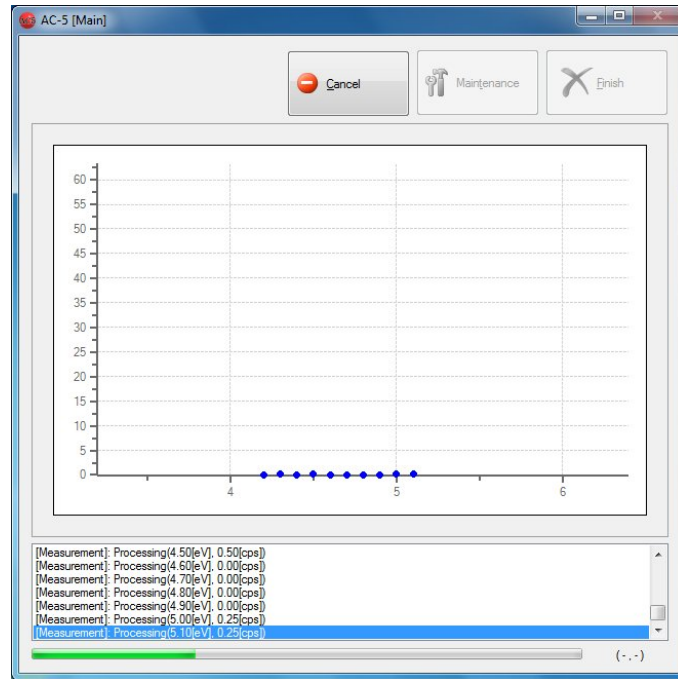 AC-5 [Main]
Cancel
Maintenance
Finish
60
55
50
45
40
35
30
25
20
15
10
5
0
4
5
6
[Measurement]: Processing(4.50[eV], 0.50[cps])
[Measurement]: Processing(4.60[eV], 0.00[cps])
[Measurement]: Processing(4.70[eV], 0.00[cps])
[Measurement]: Processing(4.80[eV], 0.00[cps])
[Measurement]: Processing(4.90[eV], 0.00[cps])
[Measurement]: Processing(5.00[eV], 0.25[cps])
[Measurement]: Processing(5.10[eV], 0.25[cps])
(-.-)